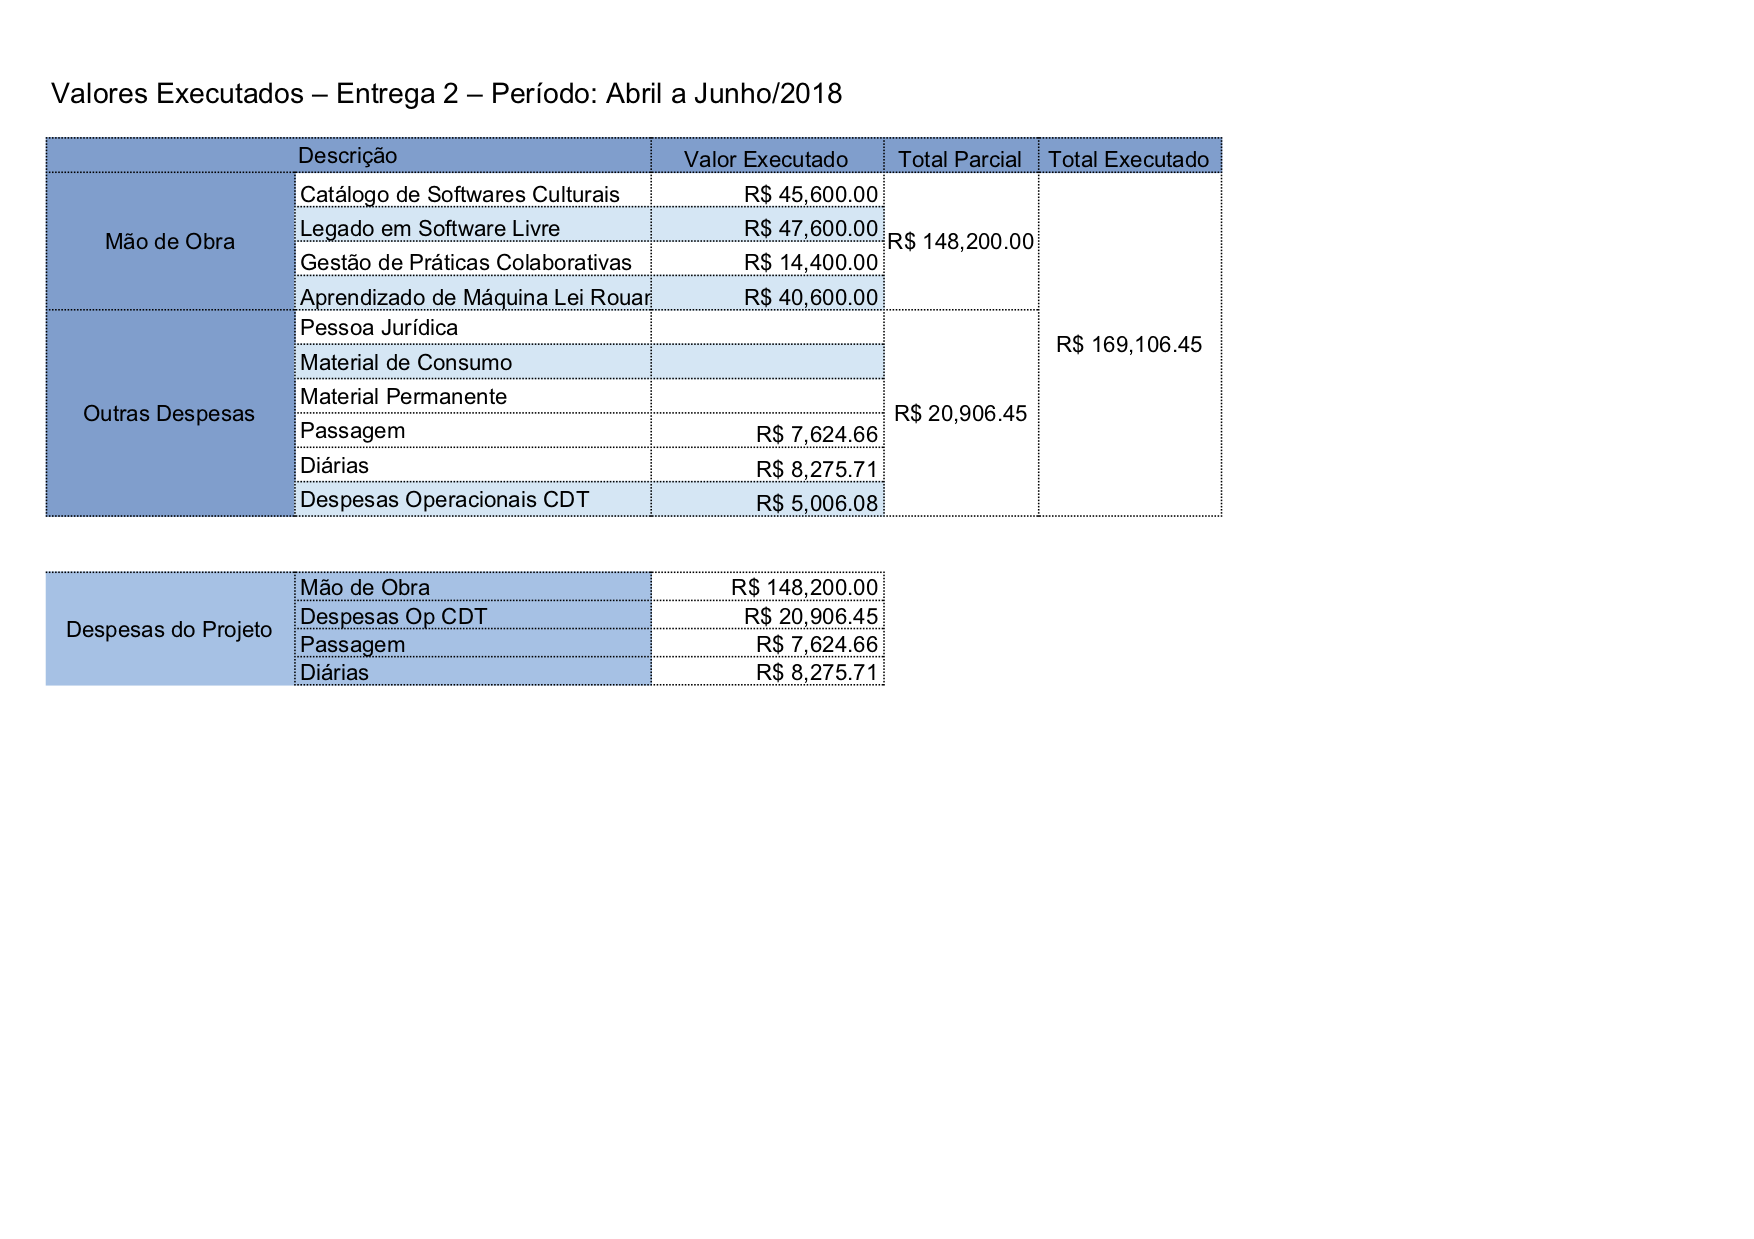 Valores Executados – Entrega 2 – Período: Abril a Junho/2018
Descrição Valor Executado Total Parcial Total Executado
Mão de Obra
Catálogo de Softwares Culturais R$ 45,600.00
Legado em Software Livre R$ 47,600.00
Gestão de Práticas Colaborativas R$ 14,400.00
Aprendizado de Máquina Lei Rouan R$ 40,600.00
R$ 148,200.00
Outras Despesas
Pessoa Jurídica
Material de Consumo
Material Permanente
Passagem R$ 7,624.66
Diárias R$ 8,275.71
Despesas Operacionais CDT R$ 5,006.08
R$ 20,906.45
R$ 169,106.45
Despesas do Projeto
Mão de Obra R$ 148,200.00
Despesas Op CDT R$ 20,906.45
Passagem R$ 7,624.66
Diárias R$ 8,275.71